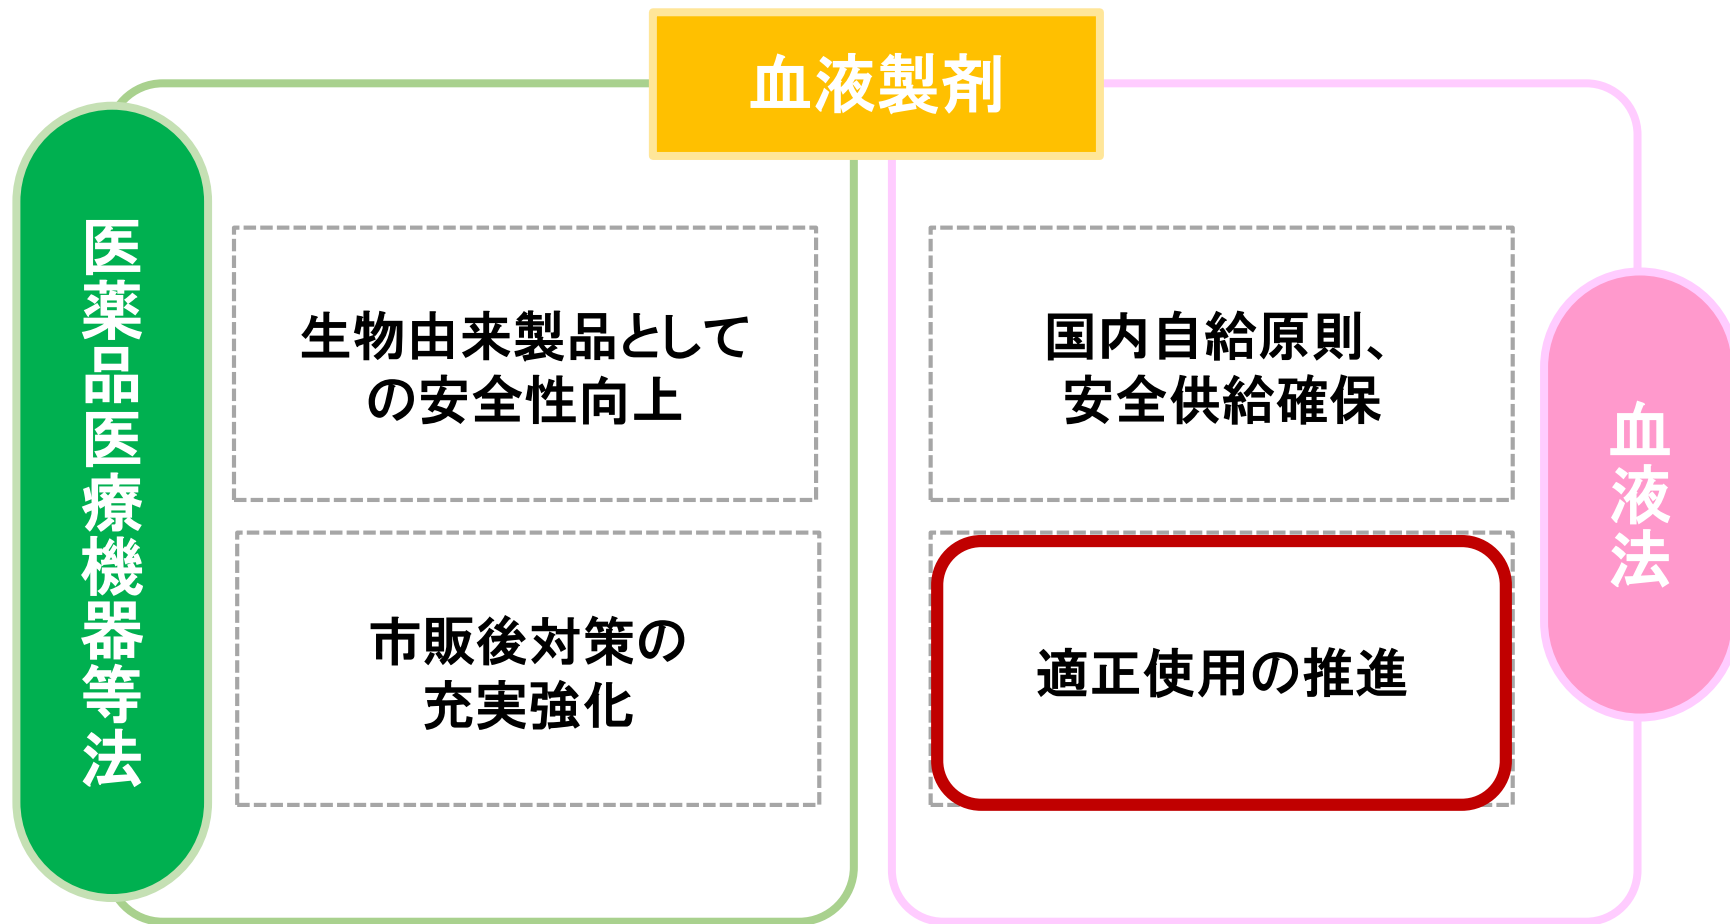 血液製剤
医薬品医療機器等法
生物由来製品として
の安全性向上
市販後対策の
充実強化
国内自給原則、
安全供給確保
適正使用の推進
血液法